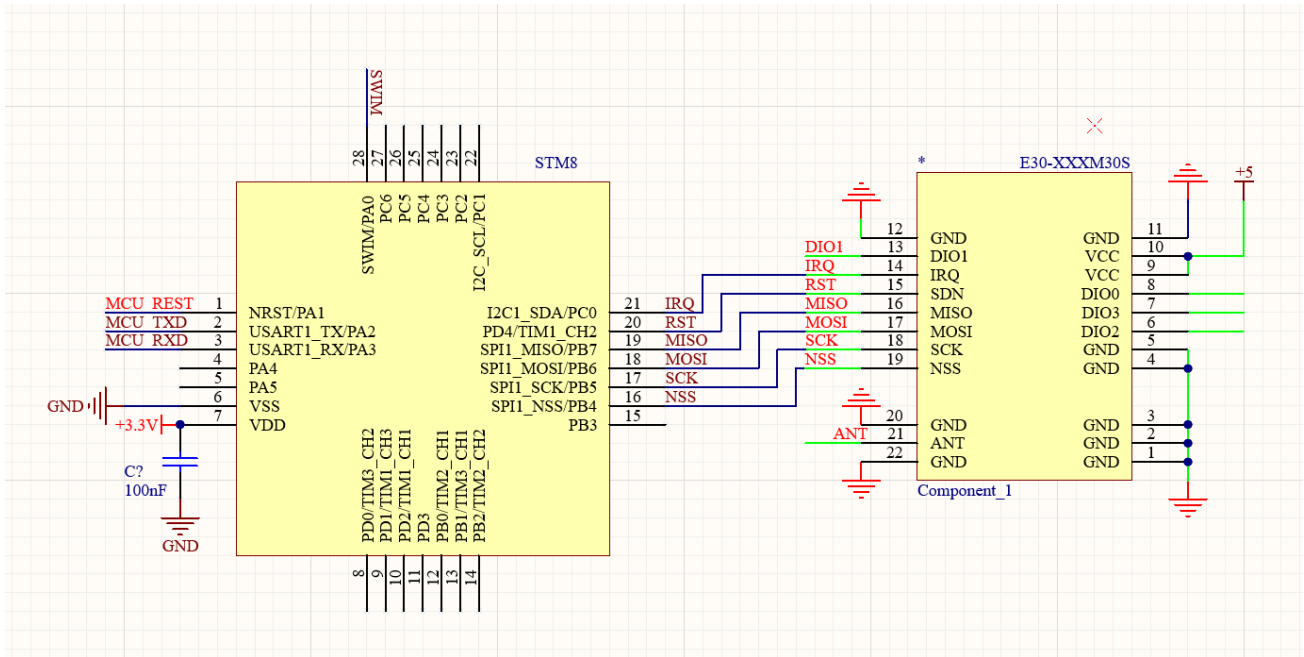 SWIM
28
27
26
25
24
23
22
STM8
SWIM/PA0
PC6
PC5
PC4
PC3
PC2
I2C_SCL/PC1
MCU_REST
1
NRST/PA1
MCU_TXD
2
USART1_TX/PA2
MCU_RXD
3
USART1_RX/PA3
4
PA4
5
PA5
GND
6
VSS
+3.3V
7
VDD
C?
100nF
GND
I2C1_SDA/PC0
21
IRQ
PD4/TIM1_CH2
20
RST
SPI1_MISO/PB7
19
MISO
SPI1_MOSI/PB6
18
MOSI
SPI1_SCK/PB5
17
SCK
SPI1_NSS/PB4
16
NSS
PB3
15
PD0/TIM3_CH2
PD1/TIM1_CH3
PD2/TIM1_CH1
PD3
PB0/TIM2_CH1
PB1/TIM3_CH1
PB2/TIM2_CH2
8
9
10
11
12
13
14
*
E30-XXXM30S
+5
12
GND
DIO1
13
DIO1
IRQ
14
IRQ
RST
15
SDN
MISO
16
MISO
MOSI
17
MOSI
SCK
18
SCK
NSS
19
NSS
20
GND
ANT
21
ANT
22
GND
GND
11
VCC
10
VCC
9
DIO0
8
DIO3
7
DIO2
6
GND
5
GND
4
GND
3
GND
2
GND
1
Component_1